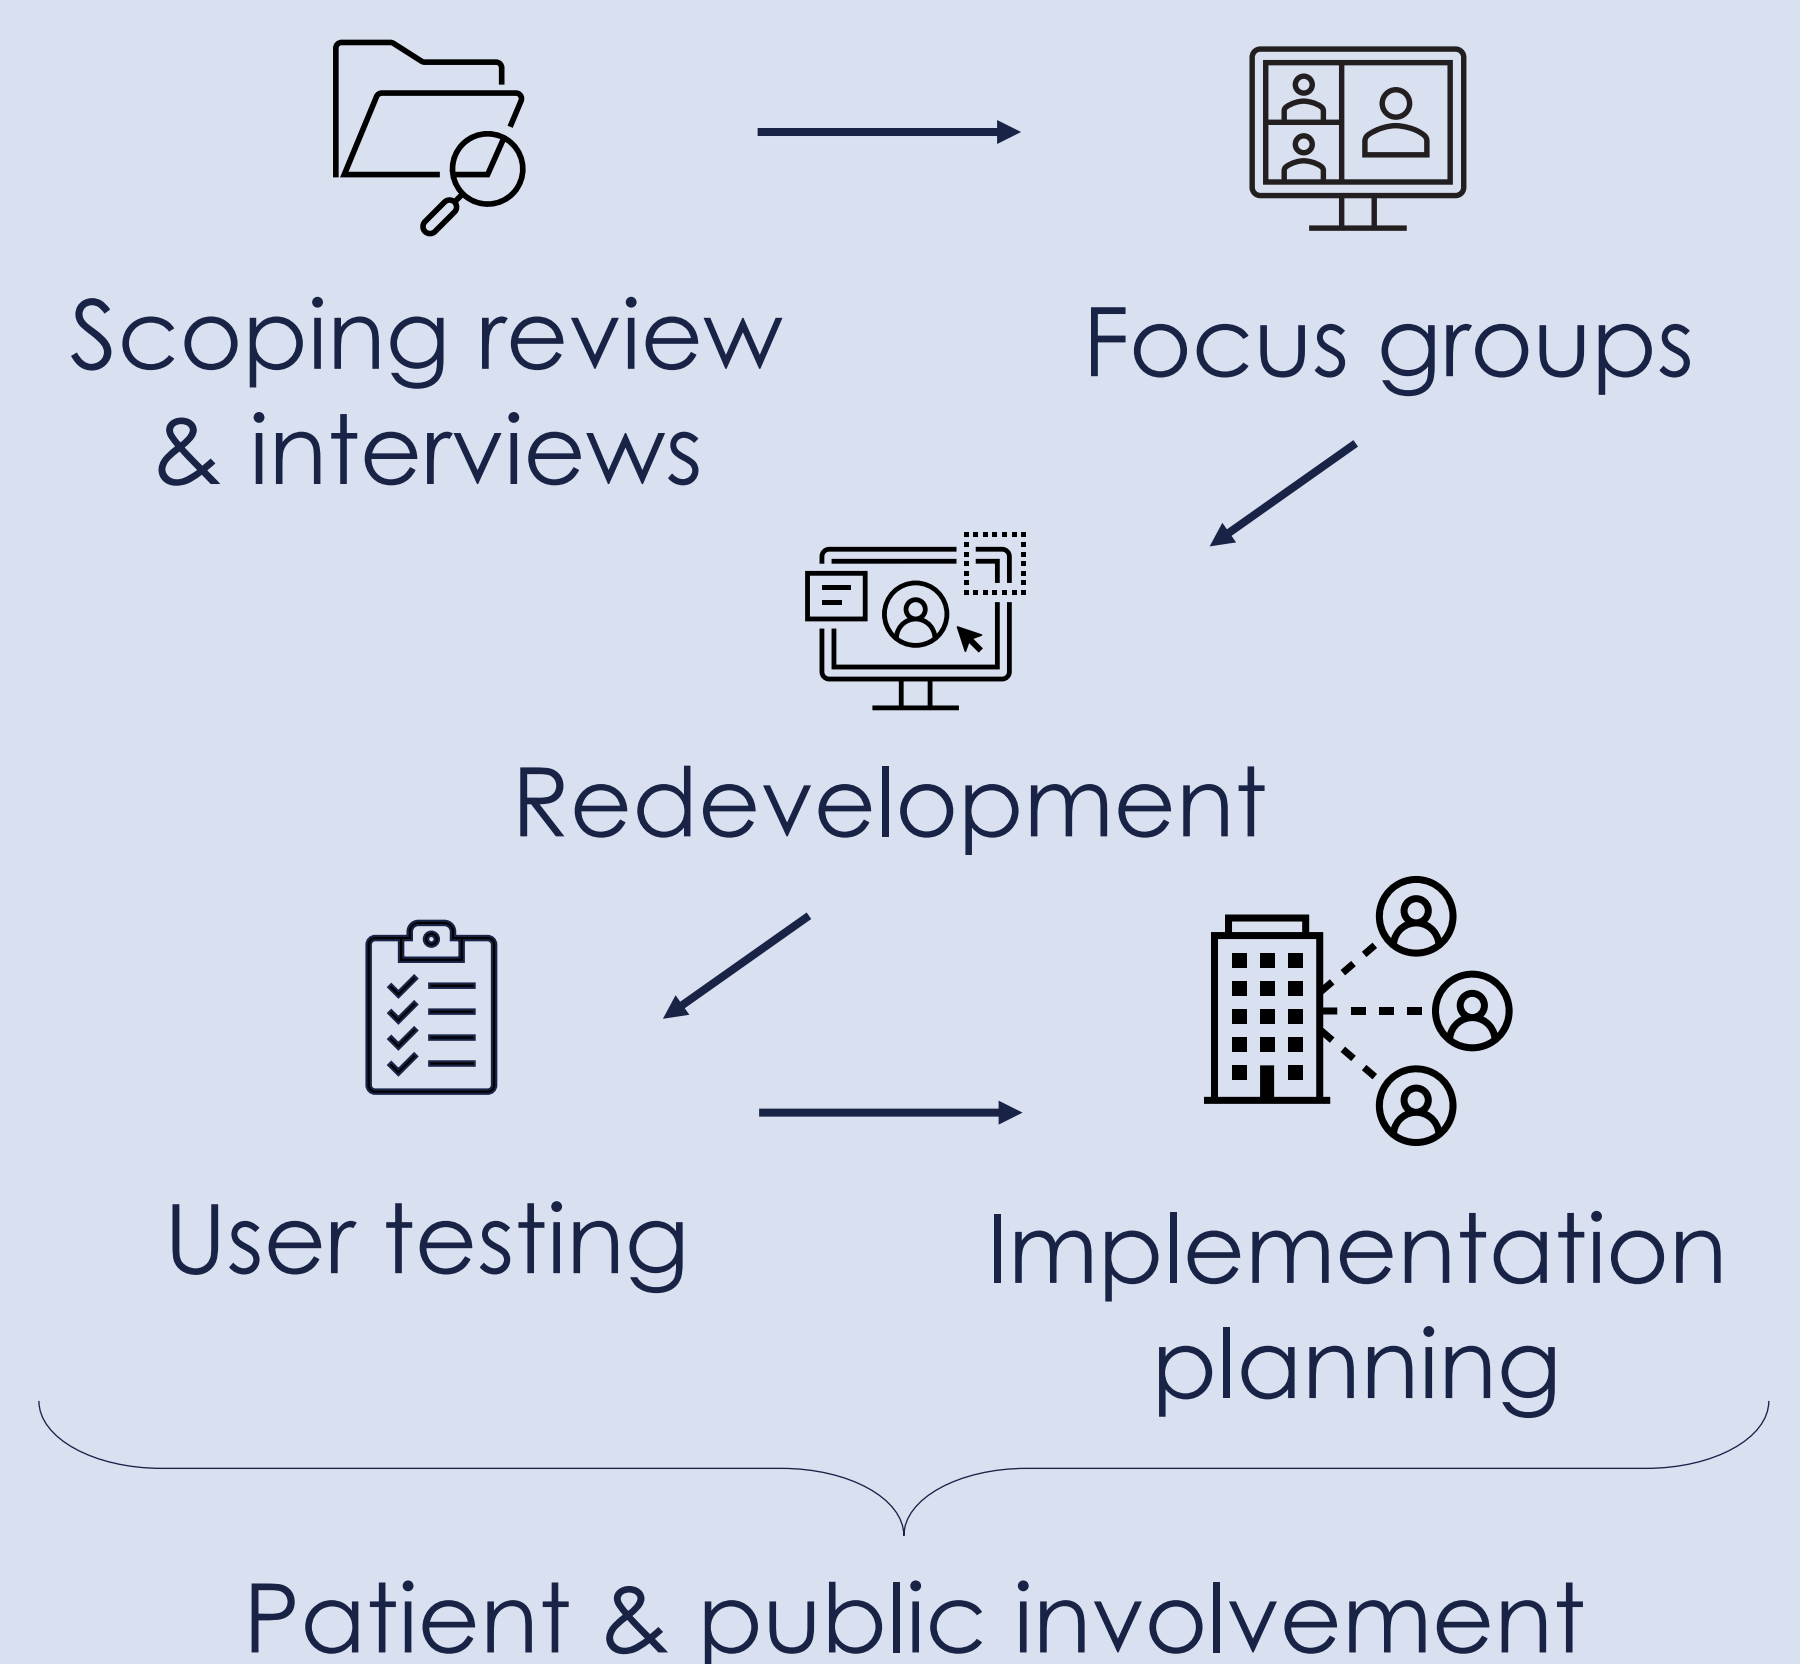 Scoping review
& interviews
Focus groups
Redevelopment
User testing
Implementation
planning
Patient & public involvement